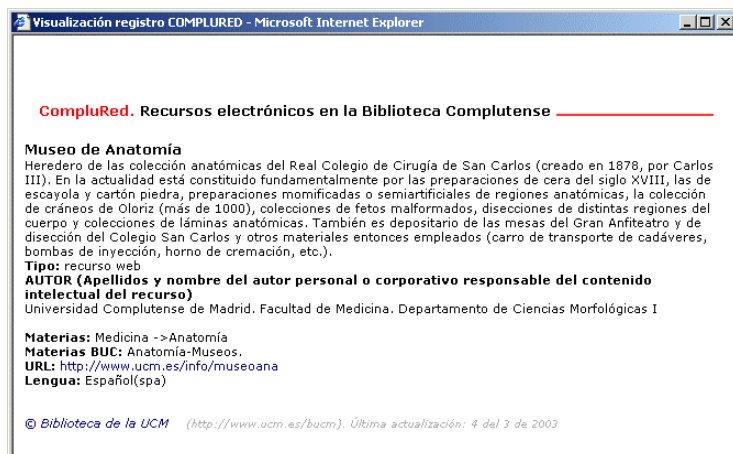 Visualización registro COMPLURED - Microsoft Internet Explorer
CompluRed. Recursos electrónicos en la Biblioteca Complutense
Museo de Anatomía
Heredero de las colección anatómicas del Real Colegio de Cirugía de San Carlos (creado en 1878, por Carlos
III). En la actualidad está constituido fundamentalmente por las preparaciones de cera del siglo XVIII, las de
escayola y cartón piedra, preparaciones momificadas o semiartificiales de regiones anatómicas, la colección
de cráneos de Oloriz (más de 1000), colecciones de fetos malformados, disecciones de distintas regiones del
cuerpo y colecciones de láminas anatómicas. También es depositario de las mesas del Gran Anfiteatro y de
disección del Colegio San Carlos y otros materiales entonces empleados (carro de transporte de cadáveres,
bombas de inyección, horno de cremación, etc.).
Tipo: recurso web
AUTOR (Apellidos y nombre del autor personal o corporativo responsable del contenido
intelectual del recurso)
Universidad Complutense de Madrid. Facultad de Medicina. Departamento de Ciencias Morfológicas I
Materias: Medicina ->Anatomía
Materias BUC: Anatomía-Museos.
URL: http://www.ucm.es/info/museoana
Lengua: Español(spa)
© Biblioteca de la UCM (http://www.ucm.es/bucm). Última actualización: 4 del 3 de 2003